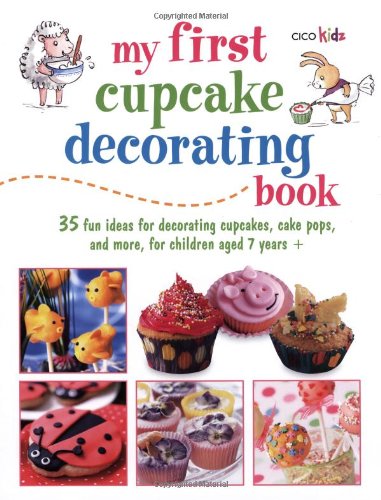 Copyrighted Material
CICO kidz
my first
cupcake
decorating
book
35 fun ideas for decorating cupcakes, cake pops,
and more, for children aged 7 years +
Copyrighted Material